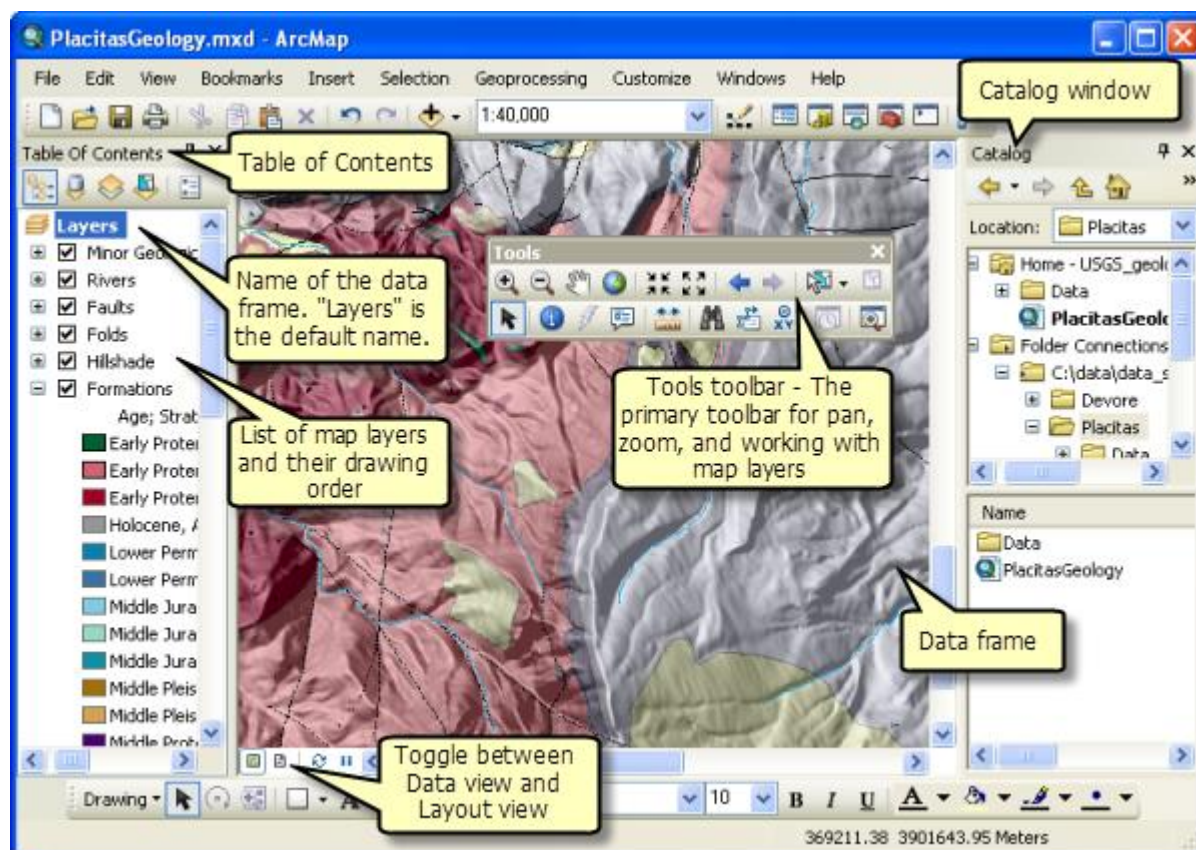 PlacitasGeology.mxd - ArcMap
File Edit View Bookmarks Insert Selection Geoprocessing Customize Windows Help
1:40,000
Catalog window
Table Of Contents
Table of Contents
Layers
Minor Geologic
Rivers
Faults
Folds
Hillshade
Formations
Age; Strat
Early Proter
Early Proter
Early Proter
Holocene, A
Lower Perm
Lower Perm
Middle Jura
Middle Jura
Middle Jura
Middle Pleis
Middle Pleis
Middle Prot
Name of the data
frame. "Layers" is
the default name.
List of map layers
and their drawing
order
Tools
Tools toolbar - The
primary toolbar for pan,
zoom, and working with
map layers
Data frame
Toggle between
Data view and
Layout view
Catalog
Location: Placitas
Home - USGS_geol
Data
PlacitasGeol
Folder Connections
C:\data\data_s
Devore
Placitas
Data
Name
Data
PlacitasGeology
Drawing A 10 B I U A
369211.38 3901643.95 Meters